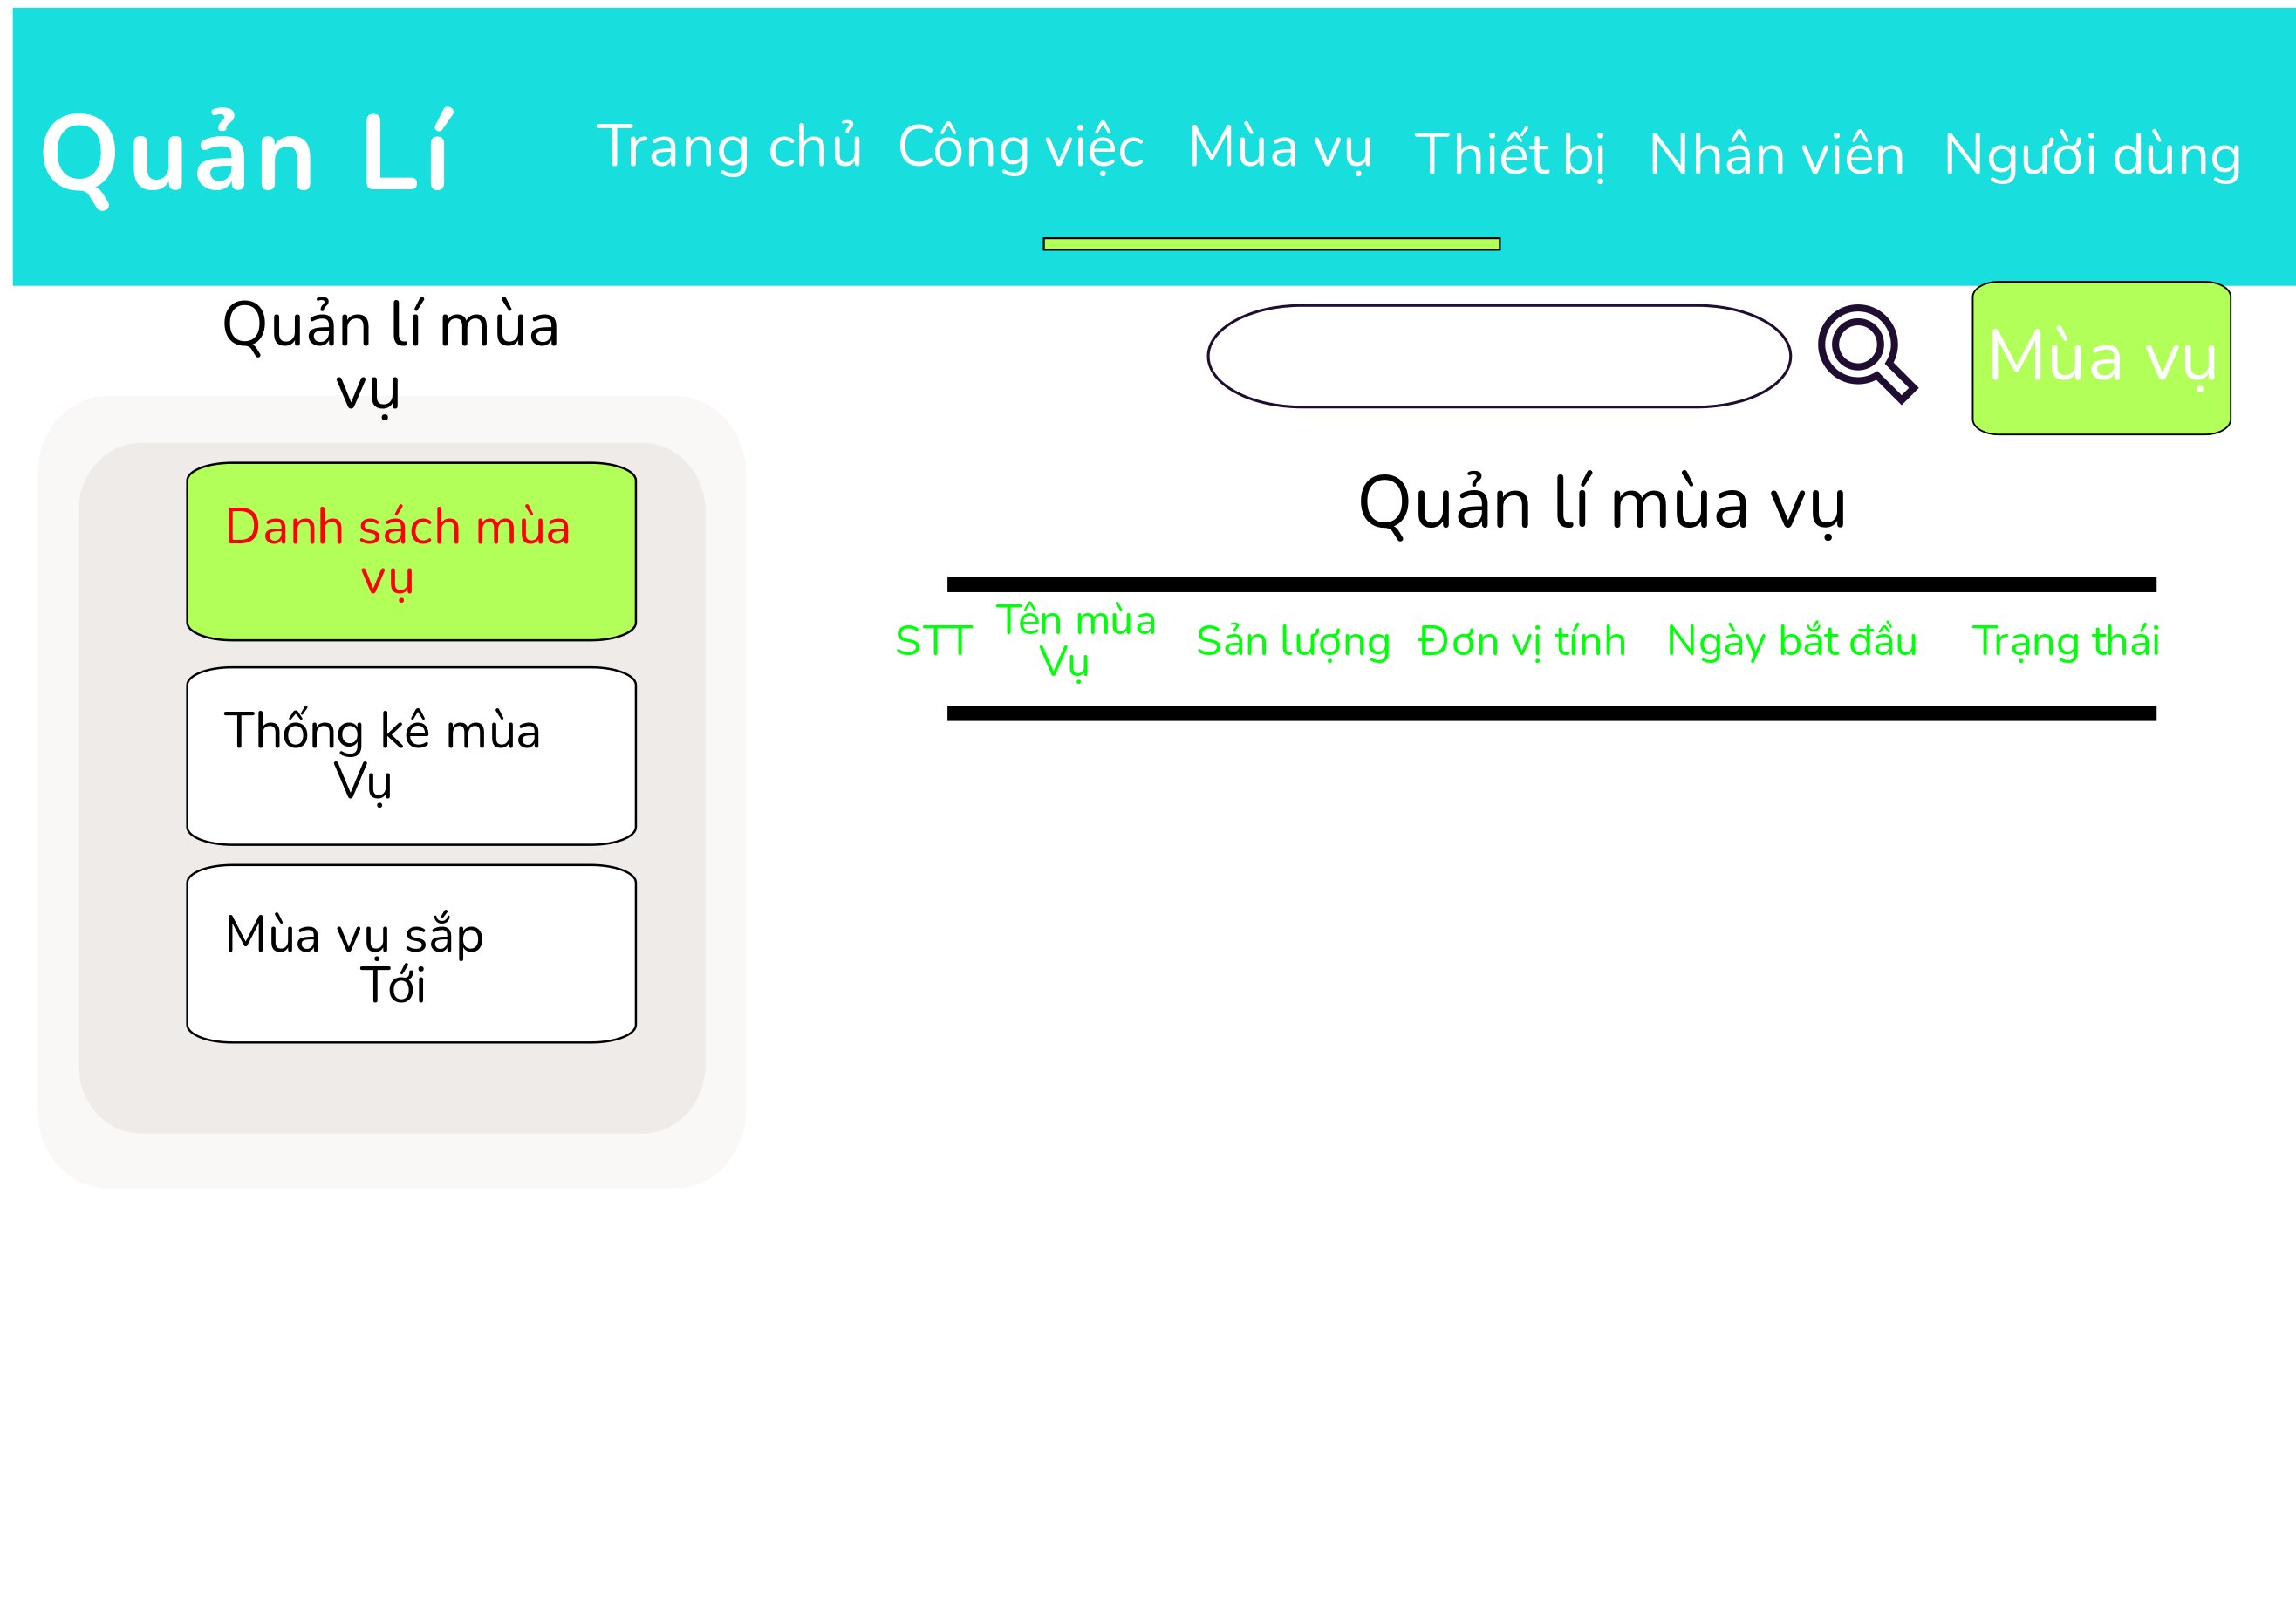 Quản Lí
Trang chủ
Công việc
Mùa vụ
Thiết bị
Nhân viên
Người dùng
Quản lí mùa
vụ
Mùa vụ
Danh sách mùa
vụ
Thống kê mùa
Vụ
Mùa vụ sắp
Tới
Quản lí mùa vụ
STT
Tên mùa
Vụ
Sản lượng
Đơn vị tính
Ngày bắt đầu
Trạng thái